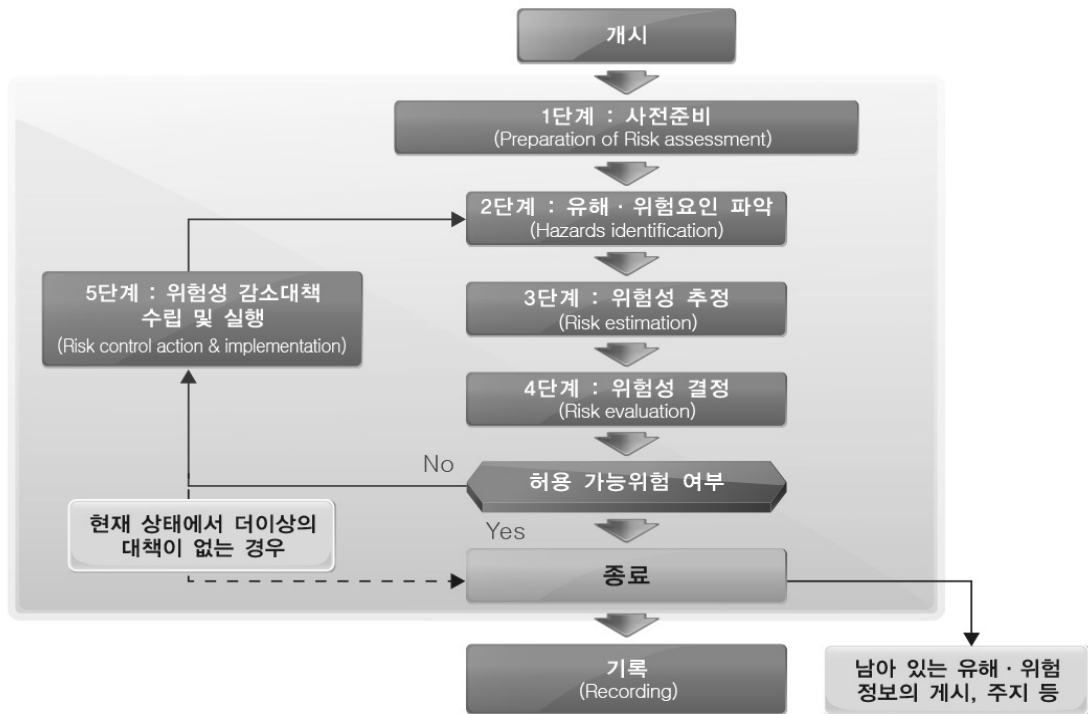 개시
1단계 : 사전준비
(Preparation of Risk assessment)
2단계 : 유해 · 위험요인 파악
(Hazards identification)
5단계 : 위험성 감소대책
수립 및 실행
(Risk control action & implementation)
3단계 : 위험성 추정
(Risk estimation)
4단계 : 위험성 결정
(Risk evaluation)
No
허용 가능위험 여부
현재 상태에서 더이상의
대책이 없는 경우
Yes
종료
기록
(Recording)
남아 있는 유해 · 위험
정보의 게시, 주지 등